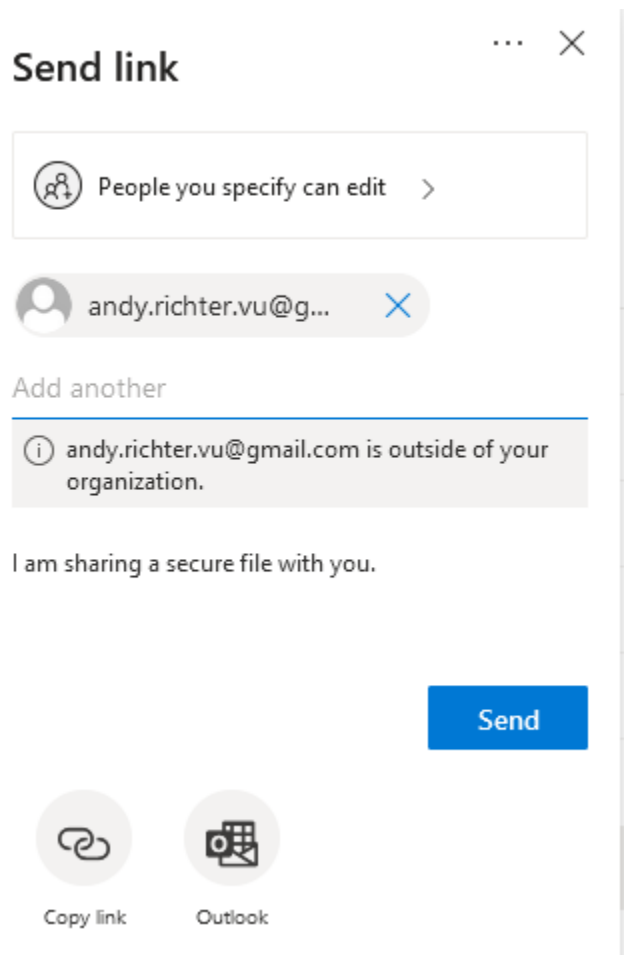 Send link
People you specify can edit
andy.richter.vu@g...
Add another
andy.richter.vu@gmail.com is outside of your
organization.
I am sharing a secure file with you.
Send
Copy link
Outlook